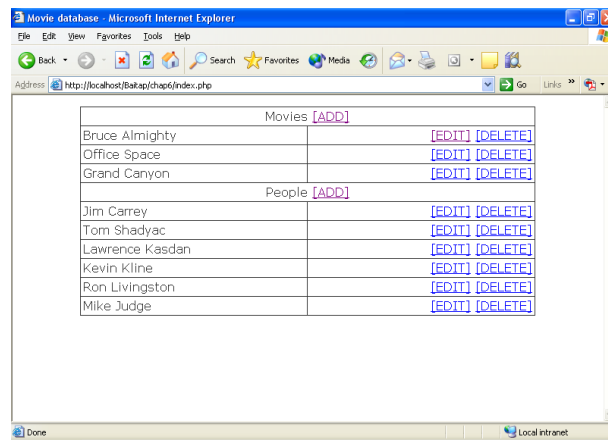 Movie database - Microsoft Internet Explorer
File Edit View Favorites Tools Help
Back Search Favorites Media
Address http://localhost/Baitap/chap6/index.php Go Links »
Movies [ADD]
Bruce Almighty [EDIT] [DELETE]
Office Space [EDIT] [DELETE]
Grand Canyon [EDIT] [DELETE]
People [ADD]
Jim Carrey [EDIT] [DELETE]
Tom Shadyac [EDIT] [DELETE]
Lawrence Kasdan [EDIT] [DELETE]
Kevin Kline [EDIT] [DELETE]
Ron Livingston [EDIT] [DELETE]
Mike Judge [EDIT] [DELETE]
Done Local intranet